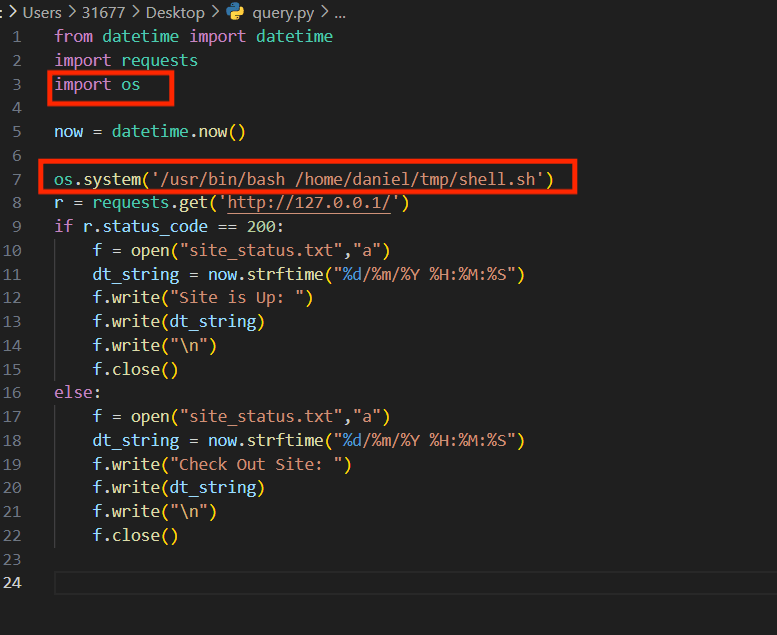 : > Users > 31677 > Desktop > query.py > ...
1 from datetime import datetime
2 import requests
3 import os
4
5 now = datetime.now()
6
7 os.system('/usr/bin/bash /home/daniel/tmp/shell.sh')
8 r = requests.get('http://127.0.0.1/')
9 if r.status_code == 200:
10     f = open("site_status.txt","a")
11     dt_string = now.strftime("%d/%m/%Y %H:%M:%S")
12     f.write("Site is Up: ")
13     f.write(dt_string)
14     f.write("\n")
15     f.close()
16 else:
17     f = open("site_status.txt","a")
18     dt_string = now.strftime("%d/%m/%Y %H:%M:%S")
19     f.write("Check Out Site: ")
20     f.write(dt_string)
21     f.write("\n")
22     f.close()
23
24